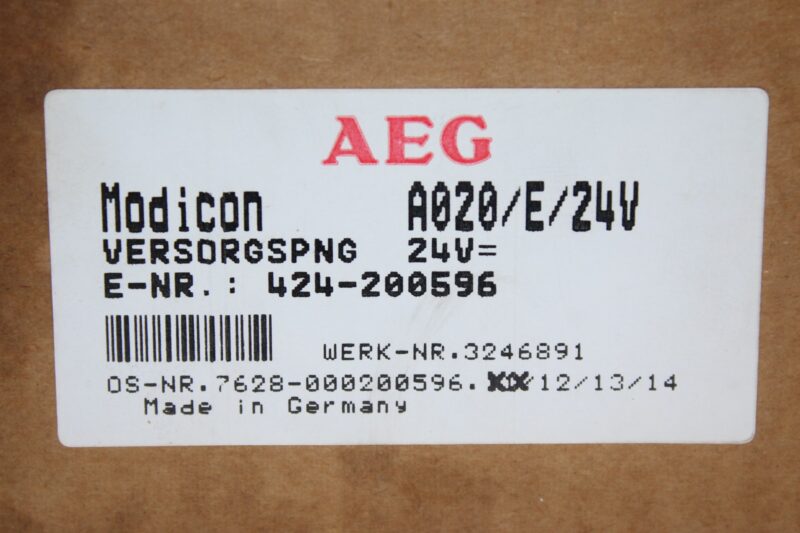 AEG
Modicon A020/E/24V
VERSORGSPNG 24V=
E-NR.: 424-200596
WERK-NR.3246891
OS-NR.7628-000200596. /12/13/14
Made in Germany